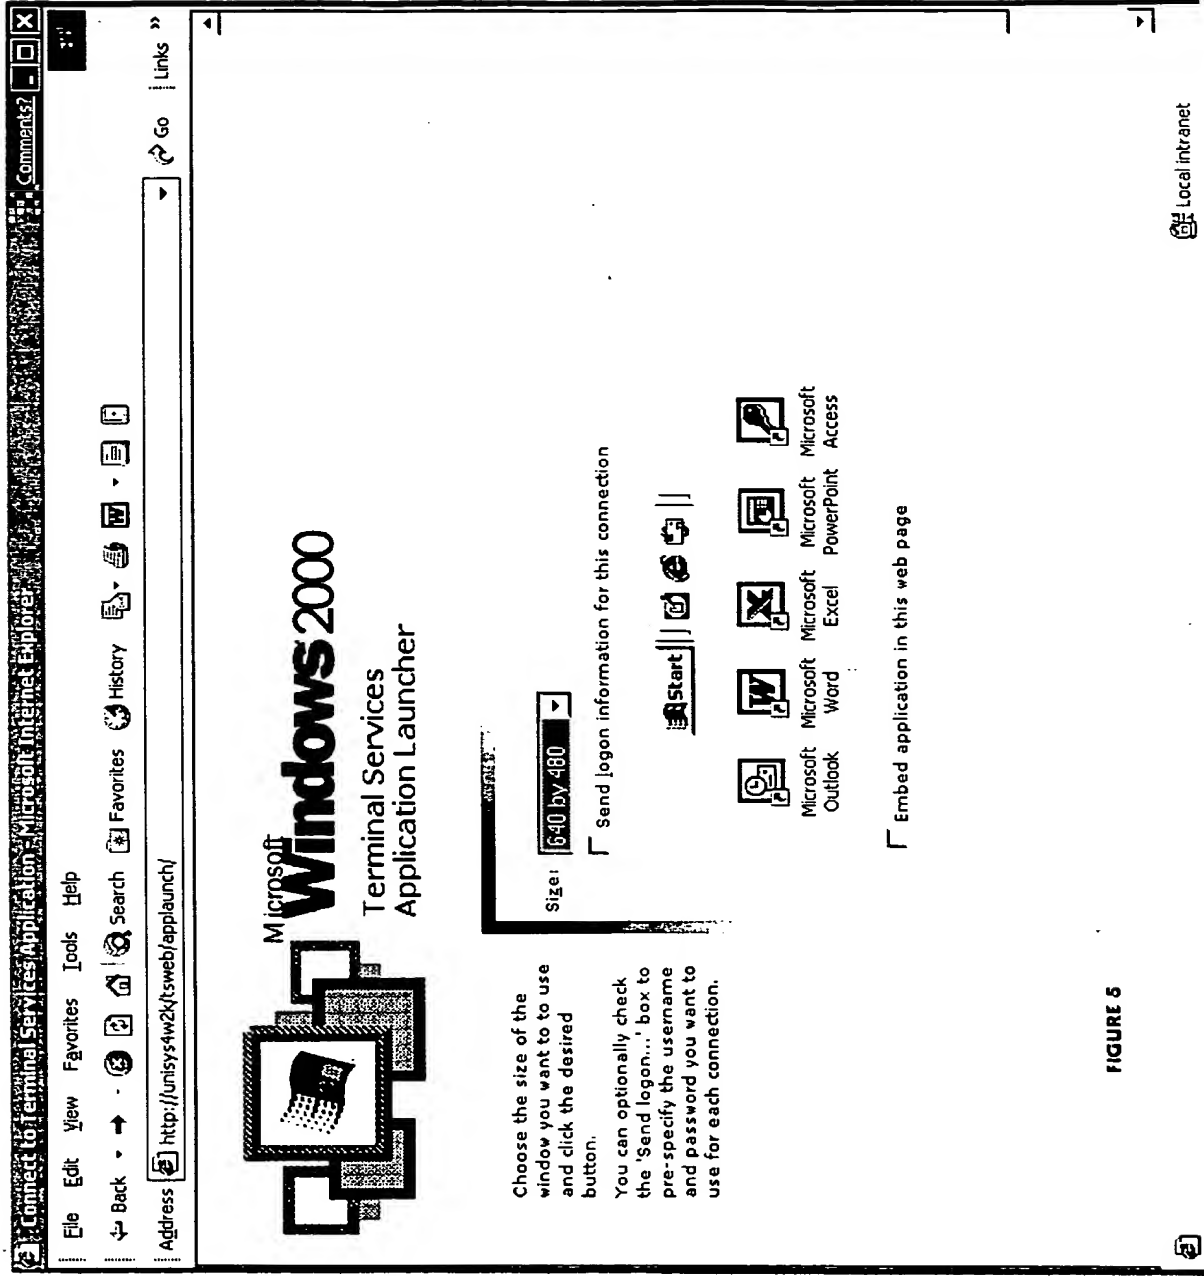 Connect to Terminal Services Application - Microsoft Internet Explorer Comments?
File Edit View Favorites Tools Help
Back Search Favorites History
Address http://unisys4w2k/tsweb/applaunch/ Go Links »
Microsoft
Windows 2000
Terminal Services
Application Launcher
Choose the size of the
window you want to to use
and click the desired
button.
You can optionally check
the 'Send logon...' box to
pre-specify the username
and password you want to
use for each connection.
Size: 640 by 480
Send logon information for this connection
Start
Microsoft Outlook
Microsoft Word
Microsoft Excel
Microsoft PowerPoint
Microsoft Access
Embed application in this web page
FIGURE 5
Local intranet